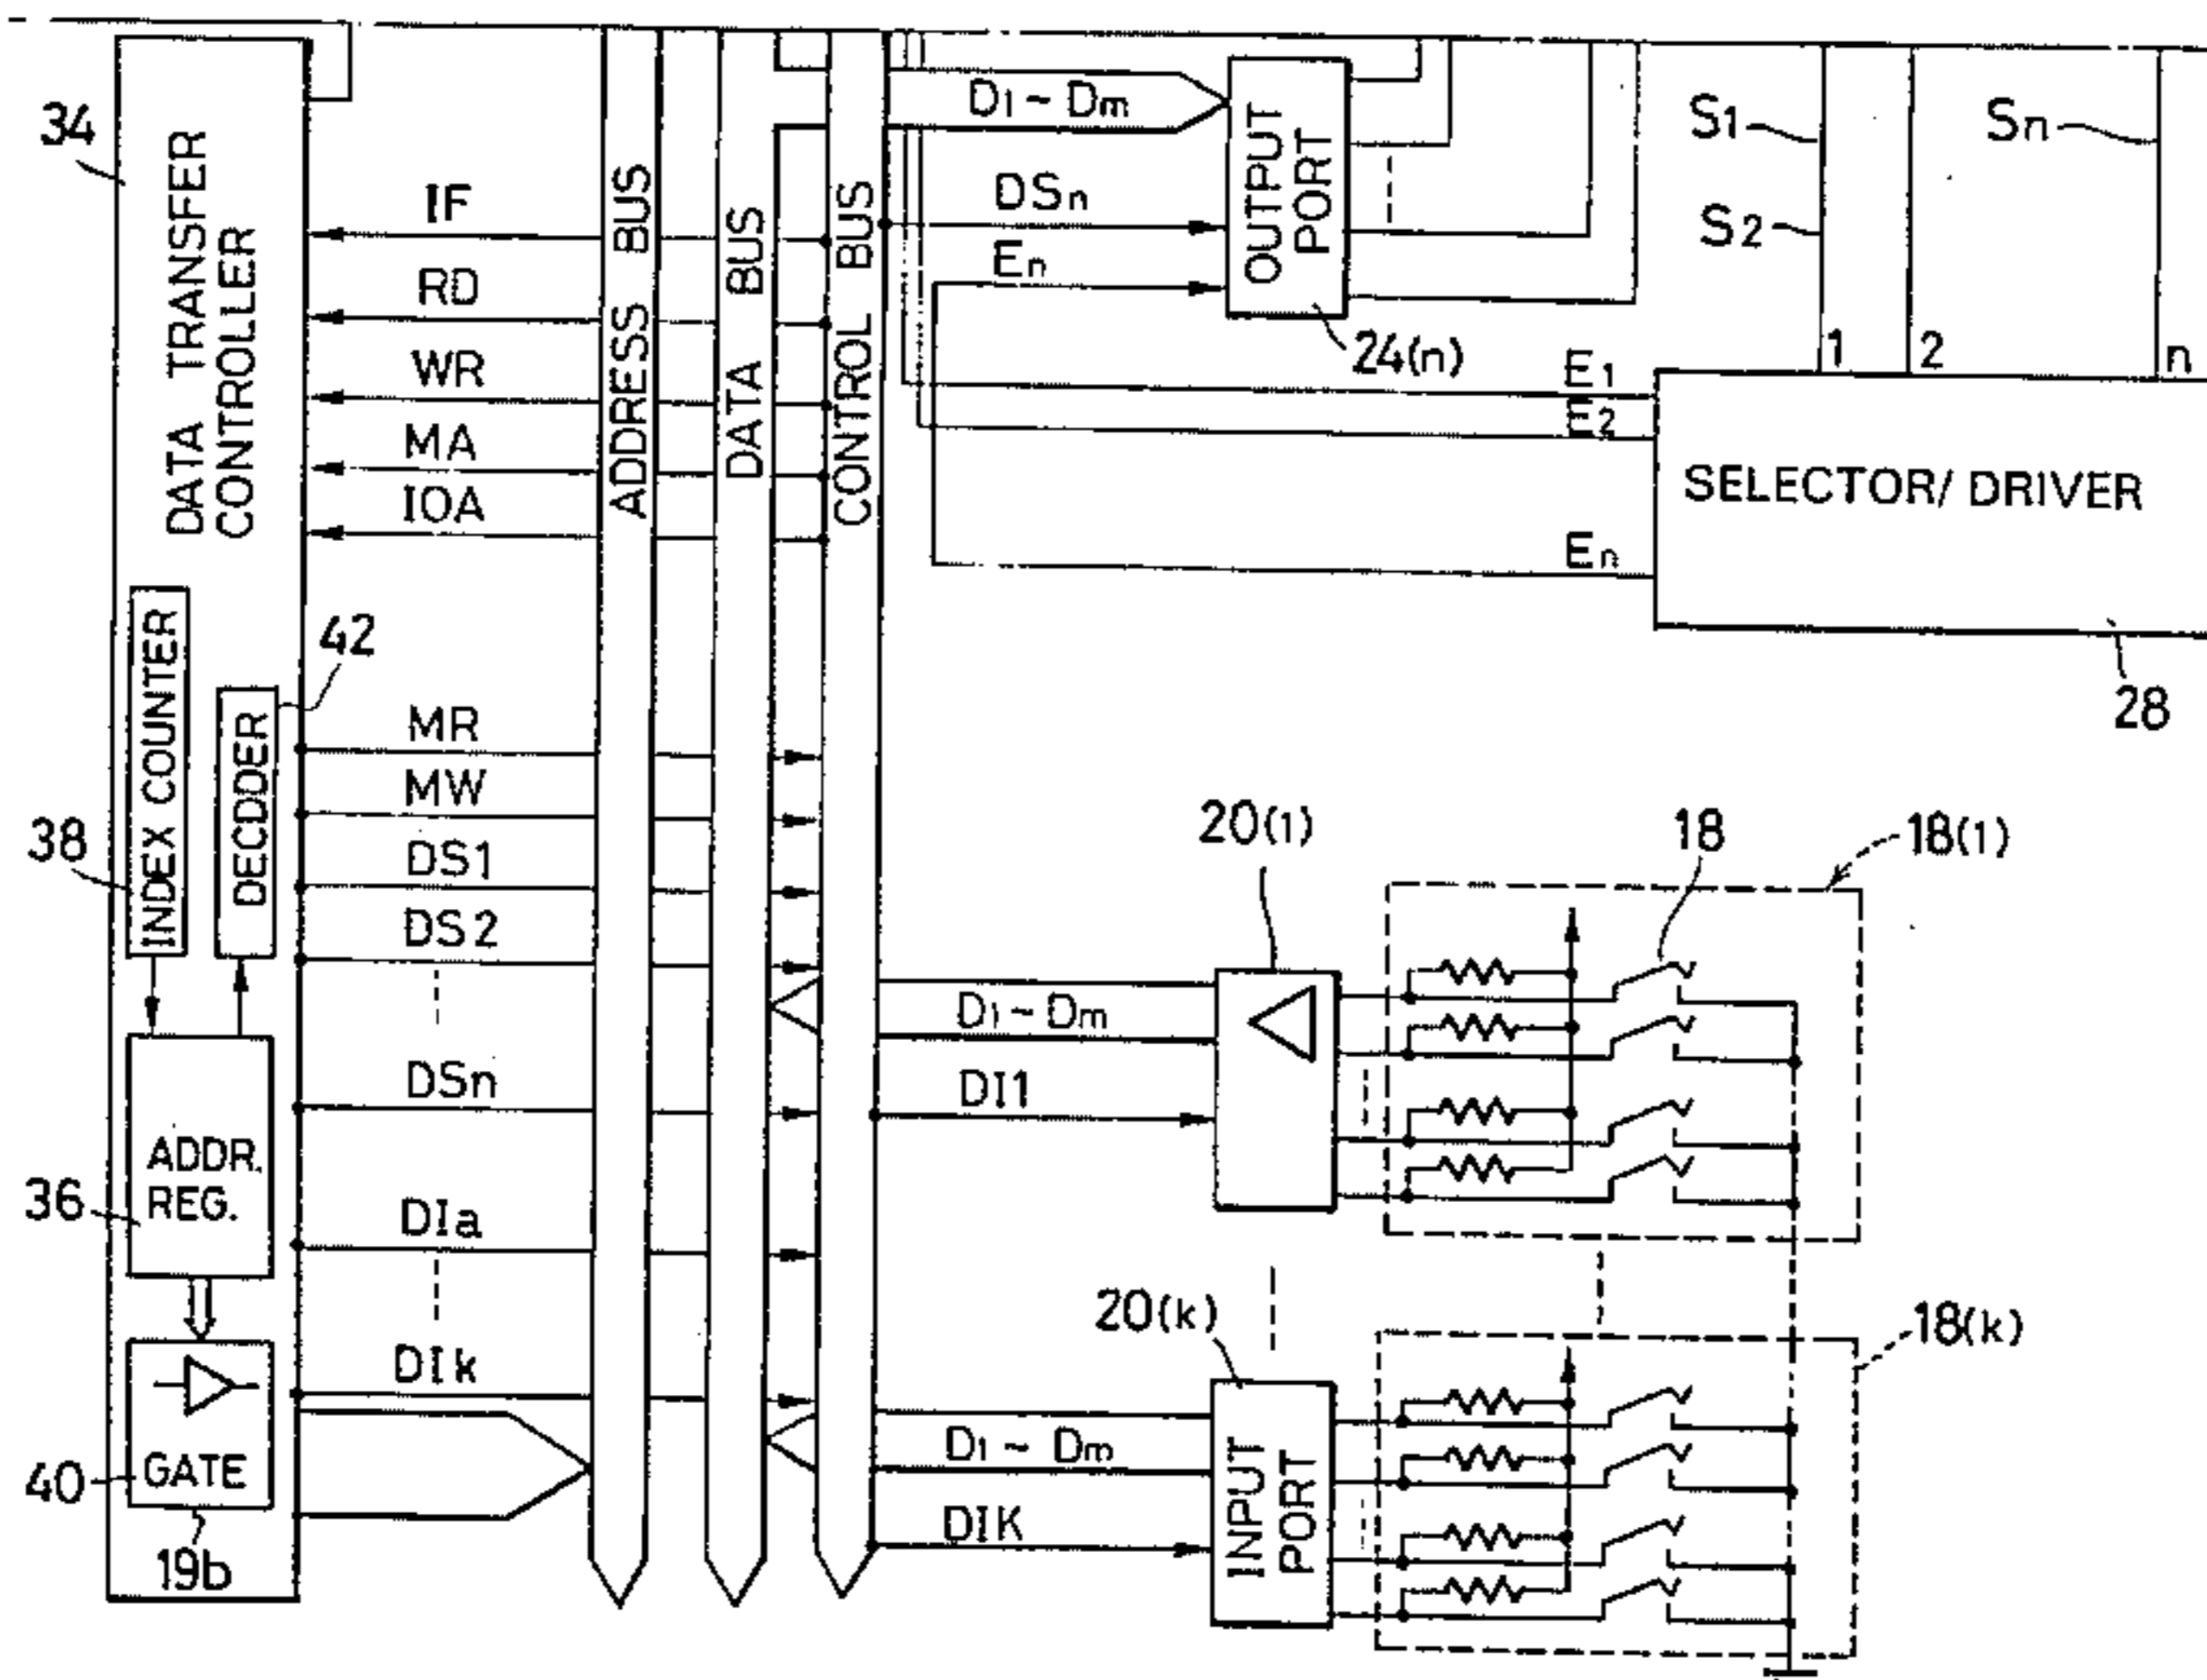 34
DATA TRANSFER
CONTROLLER
IF
RD
WR
MA
IOA
ADDRESS BUS
DATA BUS
CONTROL BUS
D1 ~ Dm
DSn
En
OUTPUT
PORT
24(n)
S1
S2
Sn
1
2
n
E1
E2
En
SELECTOR/ DRIVER
28
INDEX COUNTER
38
DECDDER
42
MR
MW
DS1
DS2
DSn
DIa
DIk
ADDR.
REG.
36
GATE
40
19b
20(1)
18
18(1)
D1 ~ Dm
DI1
20(k)
18(k)
D1 ~ Dm
DIK
INPUT
PORT